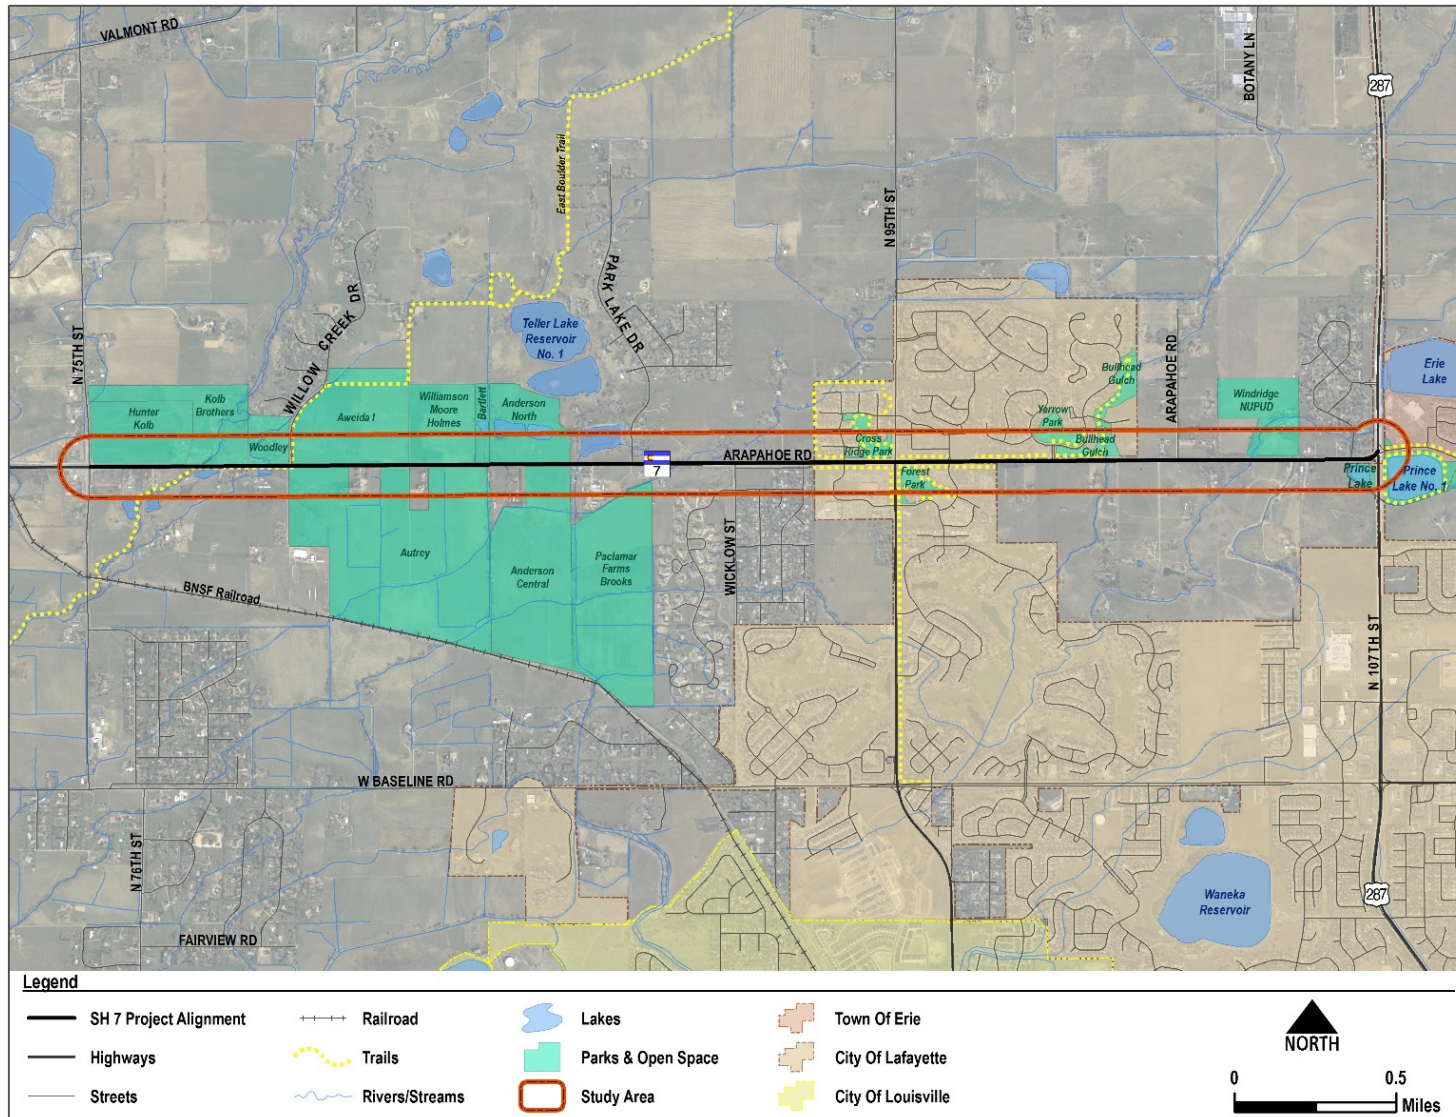 VALMONT RD
287
BOTANY LN
East Boulder Trail
N 95TH ST
PARK LAKE DR
WILLOW CREEK DR
N 75TH ST
Teller Lake
Reservoir
No. 1
ARAPAHOE RD
Erie
Lake
Bullhead
Gulch
Hunter
Kolb
Kolb
Brothers
Woodley
Aweida I
Williamson
Moore
Holmes
Bartlett
Anderson
North
Windridge
NUPUD
Yarrow
Park
Bullhead
Gulch
Cross
Ridge Park
ARAPAHOE RD
7
Forest
Park
Prince
Lake
Prince
Lake No. 1
Autrey
Anderson
Central
Paclamar
Farms
Brooks
WICKLOW ST
BNSF Railroad
N 107TH ST
W BASELINE RD
N 76TH ST
FAIRVIEW RD
Waneka
Reservoir
287
Legend
SH 7 Project Alignment
Highways
Streets
Railroad
Trails
Rivers/Streams
Lakes
Parks & Open Space
Study Area
Town Of Erie
City Of Lafayette
City Of Louisville
NORTH
0 0.5
Miles